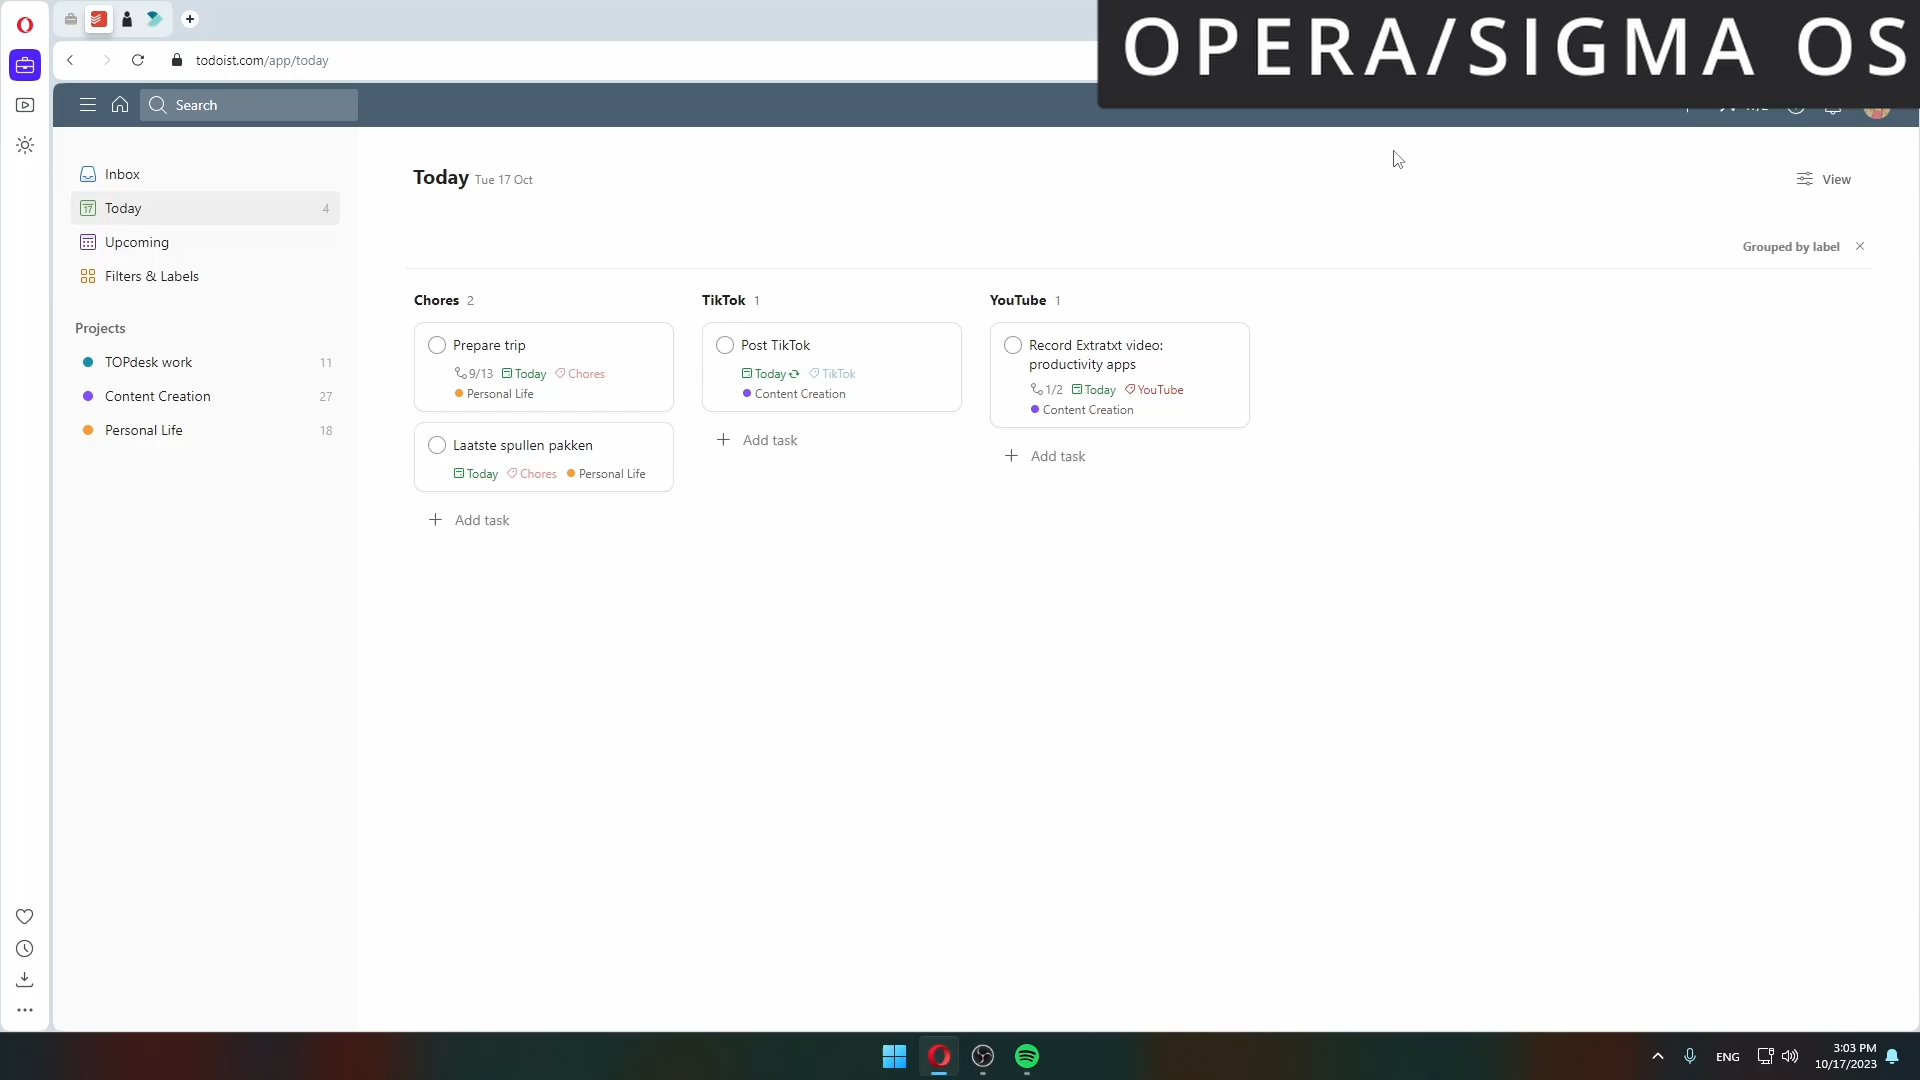 OPERA/SIGMA OS
todoist.com/app/today
Search
Inbox
17 Today 4
Upcoming
Filters & Labels
Projects
TOPdesk work 11
Content Creation 27
Personal Life 18
Today Tue 17 Oct
View
Grouped by label
Chores 2
Prepare trip
9/13 Today Chores
Personal Life
Laatste spullen pakken
Today Chores Personal Life
Add task
TikTok 1
Post TikTok
Today TikTok
Content Creation
Add task
YouTube 1
Record Extratxt video:
productivity apps
1/2 Today YouTube
Content Creation
Add task
ENG
3:03 PM
10/17/2023